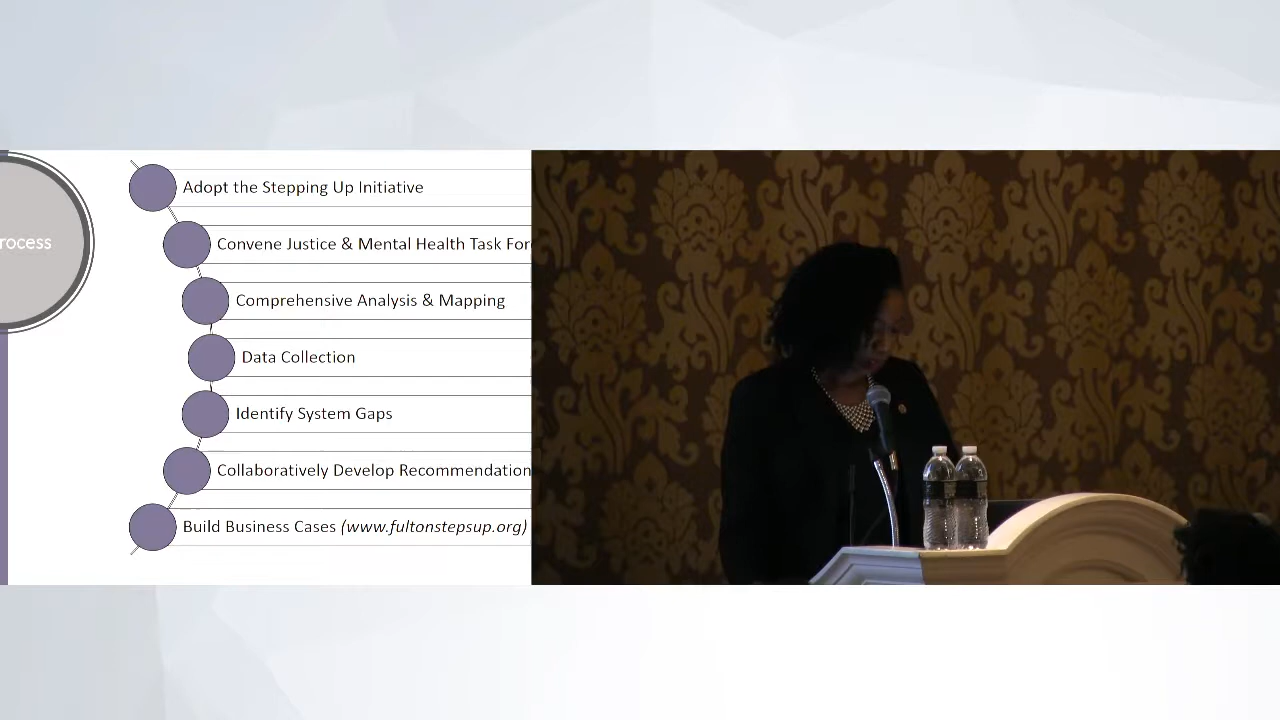 rocess
Adopt the Stepping Up Initiative
Convene Justice & Mental Health Task For
Comprehensive Analysis & Mapping
Data Collection
Identify System Gaps
Collaboratively Develop Recommendation
Build Business Cases (www.fultonstepsup.org)